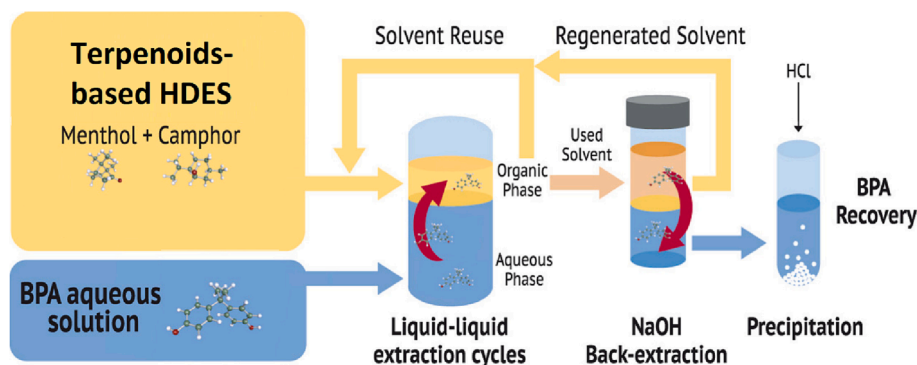 Terpenoids-
based HDES
Menthol + Camphor
BPA aqueous
solution
Solvent Reuse
Regenerated Solvent
Organic
Phase
Aqueous
Phase
Used
Solvent
HCl
BPA
Recovery
Liquid-liquid
extraction cycles
NaOH
Back-extraction
Precipitation